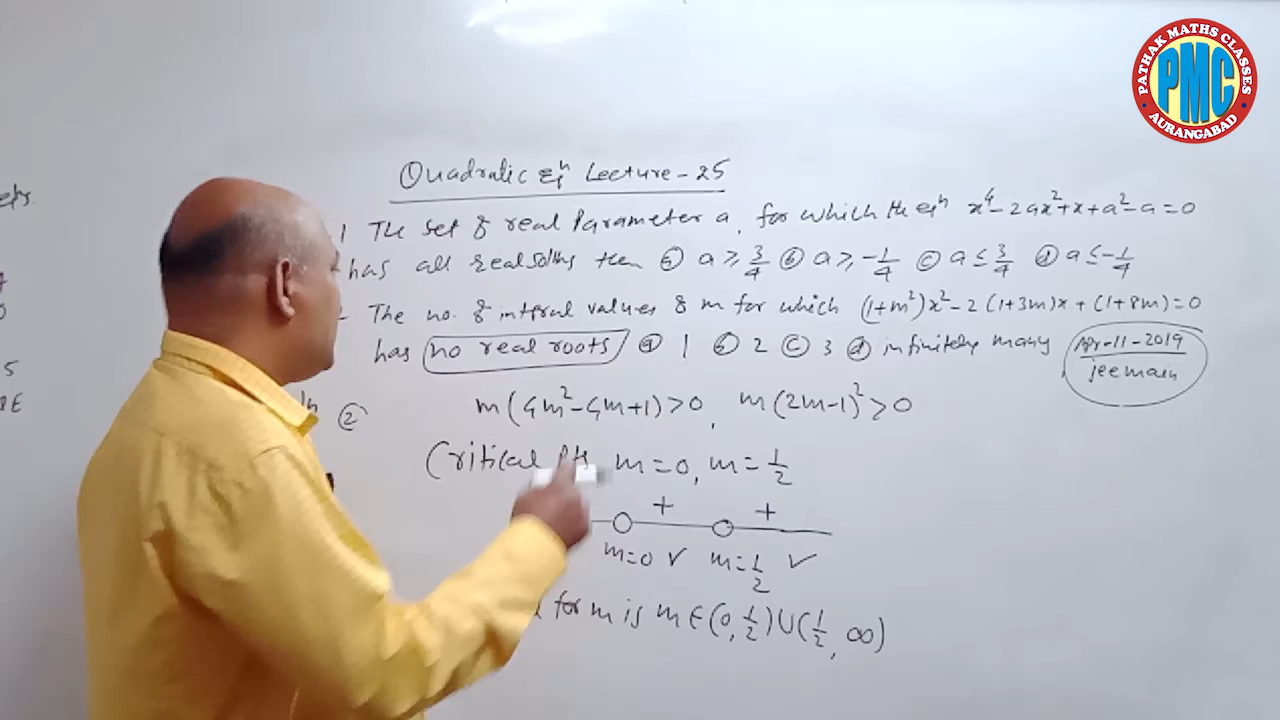 PATHAK MATHS CLASSES
PMC
AURANGABAD
Quadratic Eqn Lecture-25
1 The set of real Parameter a, for which the eqn x⁴-2ax²+x+a²-a=0
has all real solns then ⓐ a≥3/4 ⓑ a≥-1/4 ⓒ a≤3/4 ⓓ a≤-1/4
The no. of integral values of m for which (1+m²)x²-2(1+3m)x+(1+8m)=0
has no real roots ⓐ 1 ⓑ 2 ⓒ 3 ⓓ infinitely many
Apr-11-2019
jee main
② m(4m²-4m+1)>0, m(2m-1)²>0
Critical Pts m=0, m=1/2
+ +
m=0 ✓ m=1/2 ✓
for m is m∈(0,1/2)∪(1/2,∞)